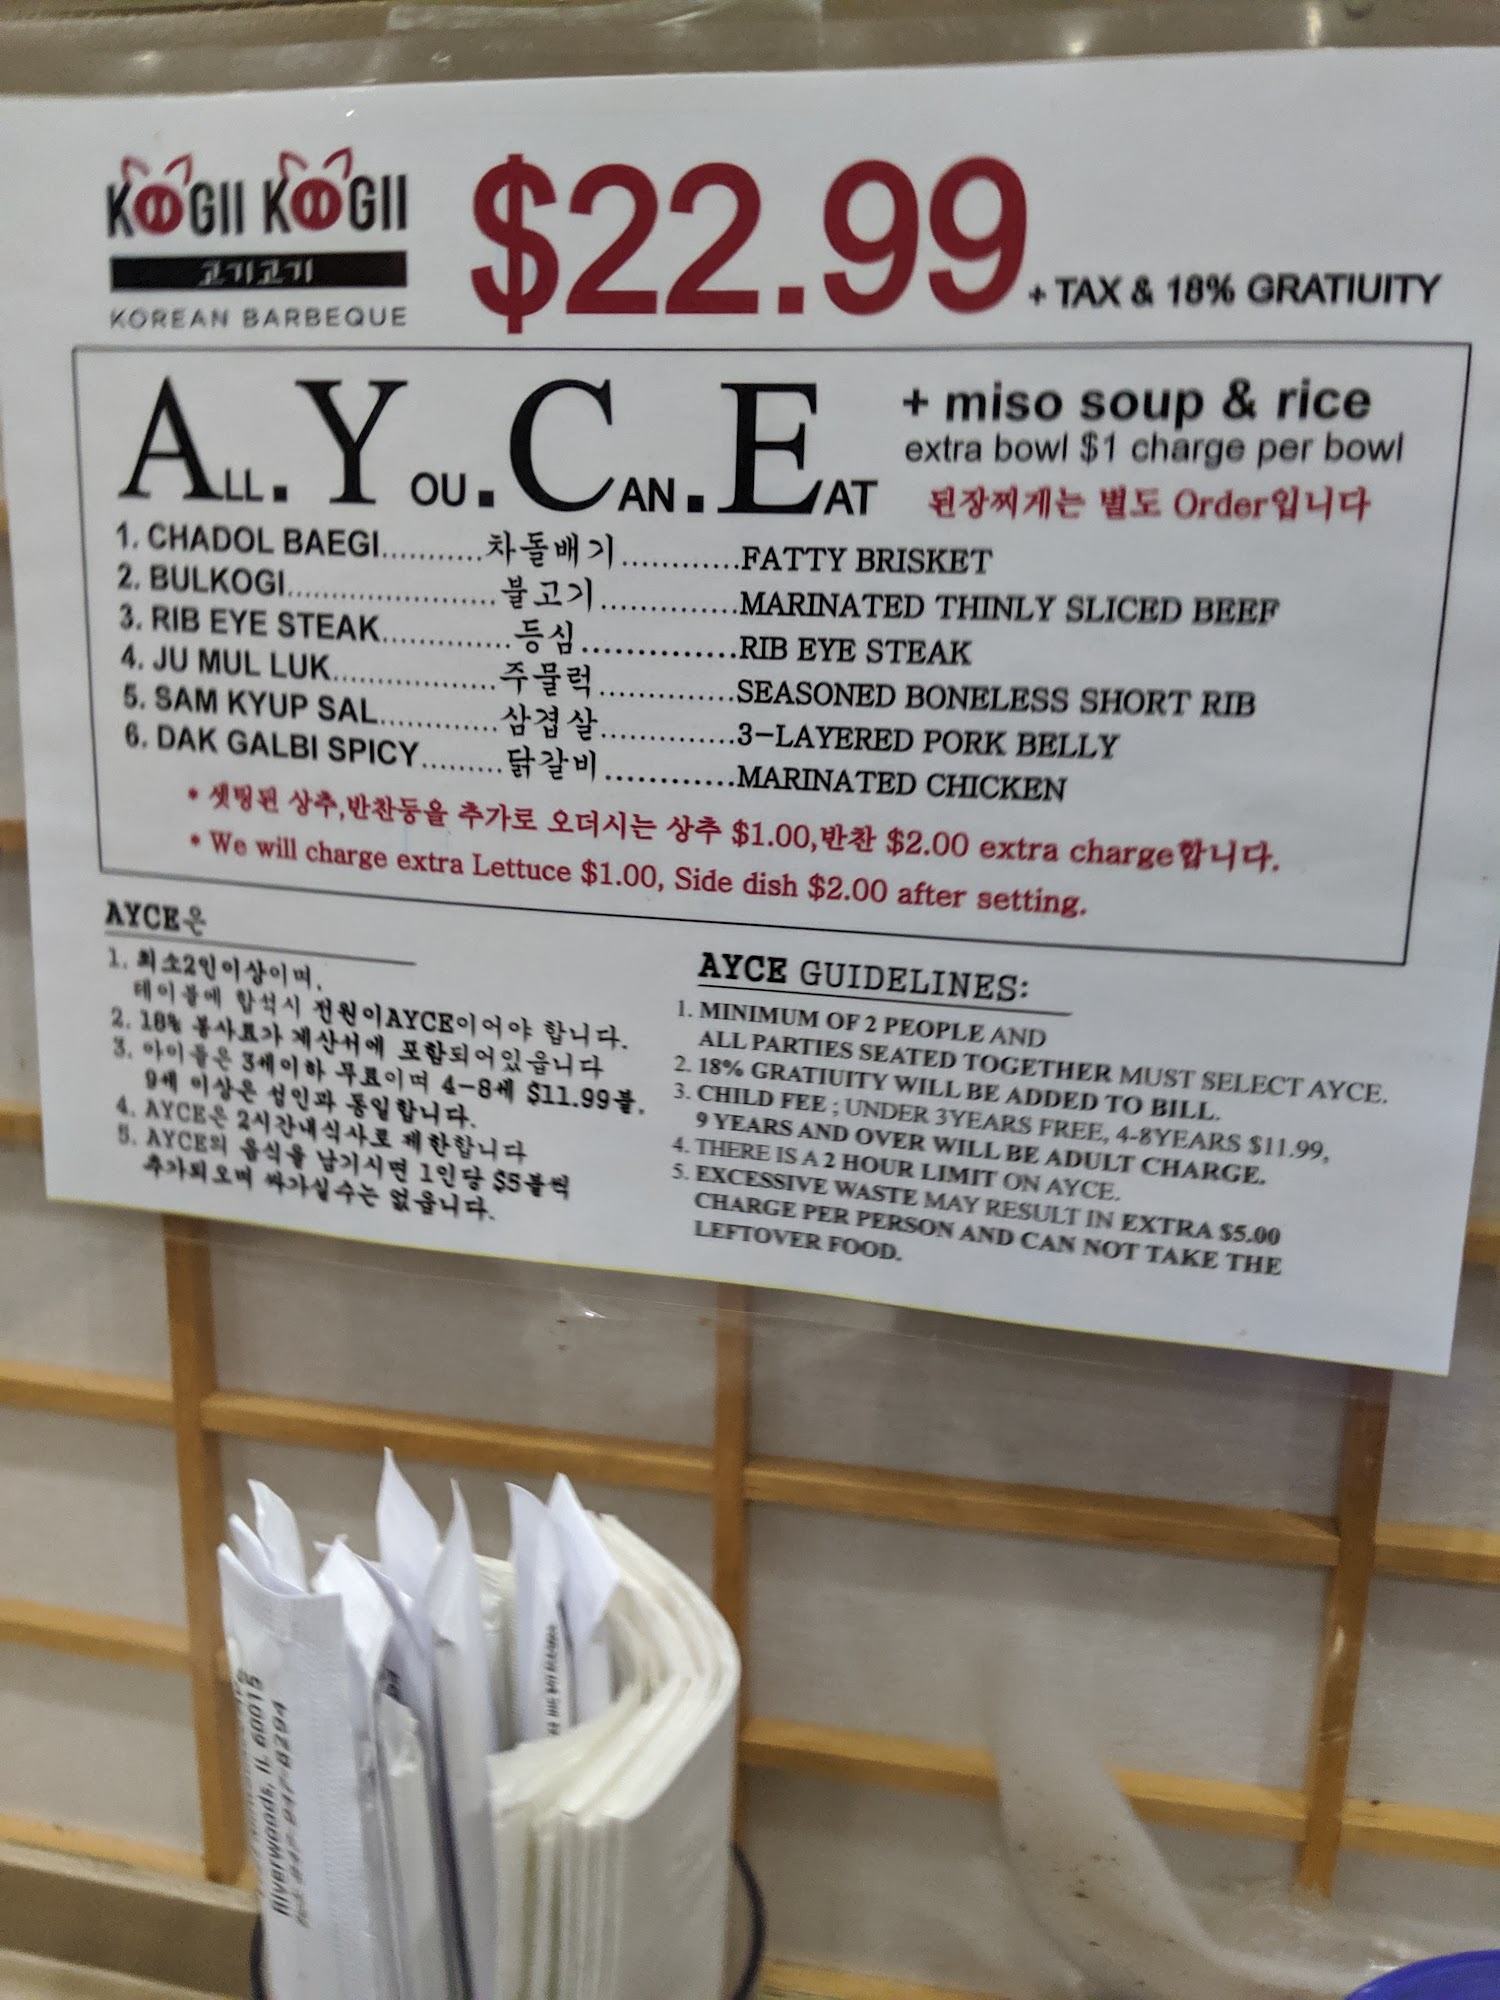 KOOGII KOOGII
고기고기
KOREAN BARBEQUE
$22.99 + TAX & 18% GRATIUITY
ALL.YOU.CAN.EAT
+ miso soup & rice
extra bowl $1 charge per bowl
된장찌게는 별도 Order입니다
1. CHADOL BAEGI............차돌배기............FATTY BRISKET
2. BULKOGI........................불고기..............MARINATED THINLY SLICED BEEF
3. RIB EYE STEAK...............등심................RIB EYE STEAK
4. JU MUL LUK...................주물럭..............SEASONED BONELESS SHORT RIB
5. SAM KYUP SAL..............삼겹살..............3-LAYERED PORK BELLY
6. DAK GALBI SPICY.........닭갈비.............MARINATED CHICKEN
* 셋팅된 상추,반찬등을 추가로 오더시는 상추 $1.00,반찬 $2.00 extra charge합니다.
* We will charge extra Lettuce $1.00, Side dish $2.00 after setting.
AYCE은
1. 최소2인이상이며,
테이블에 합석시 전원이AYCE이어야 합니다.
2. 18% 봉사료가 계산서에 포함되어있읍니다
3. 아이들은 3세이하 무료이며 4-8세 $11.99불,
9세 이상은 성인과 동일합니다.
4. AYCE은 2시간내식사로 제한합니다
5. AYCE의 음식을 남기시면 1인당 $5불씩
추가되오며 싸가실수는 없읍니다.
AYCE GUIDELINES:
1. MINIMUM OF 2 PEOPLE AND
ALL PARTIES SEATED TOGETHER MUST SELECT AYCE.
2. 18% GRATIUITY WILL BE ADDED TO BILL.
3. CHILD FEE ; UNDER 3YEARS FREE, 4-8YEARS $11.99,
9 YEARS AND OVER WILL BE ADULT CHARGE.
4. THERE IS A 2 HOUR LIMIT ON AYCE.
5. EXCESSIVE WASTE MAY RESULT IN EXTRA $5.00
CHARGE PER PERSON AND CAN NOT TAKE THE
LEFTOVER FOOD.
Riverwoods, IL 60015